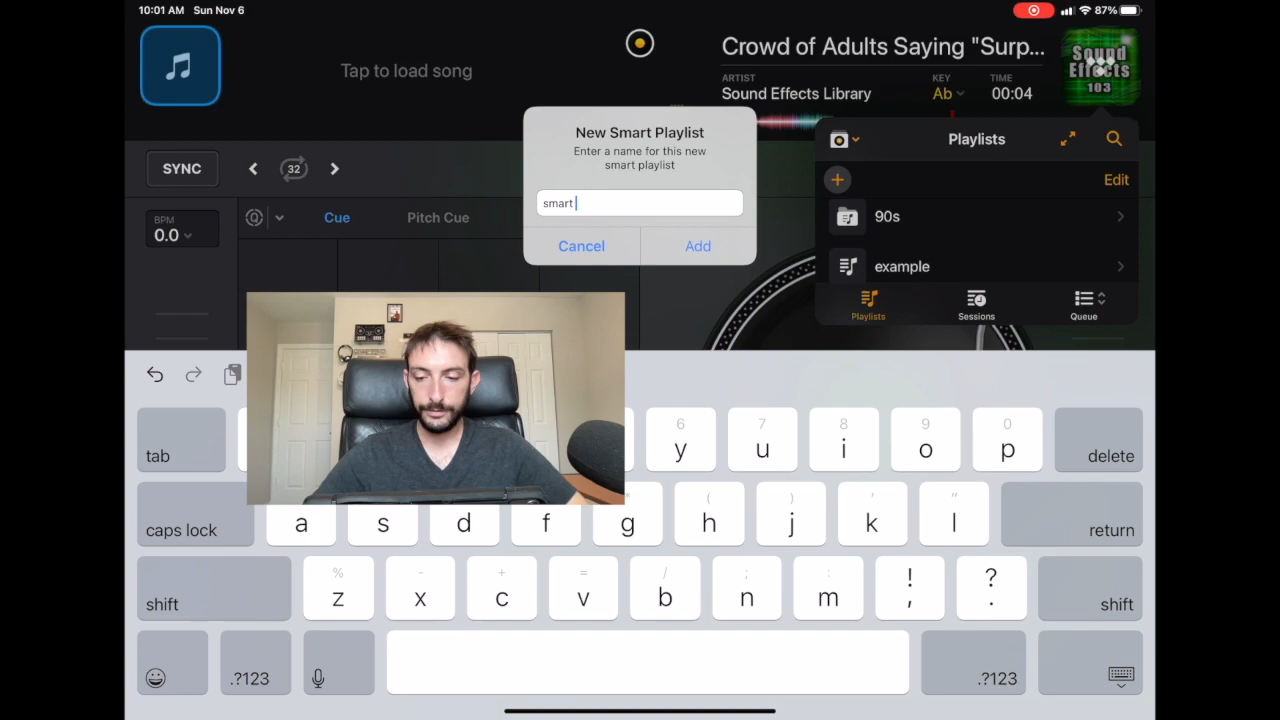 10:01 AM Sun Nov 6
87%
Tap to load song
Crowd of Adults Saying "Surp...
ARTIST
Sound Effects Library
KEY
Ab
TIME
00:04
Sound
Effects
103
New Smart Playlist
Enter a name for this new
smart playlist
smart
Cancel
Add
Playlists
Edit
90s
example
Playlists
Sessions
Queue
SYNC
32
BPM
0.0
Q
Cue
Pitch Cue
tab
6
y
7
u
8
i
9
o
0
p
delete
caps lock
a
s
d
f
g
(
h
)
j
'
k
"
l
return
shift
%
z
-
x
+
c
=
v
/
b
;
n
:
m
!
,
?
.
shift
.?123
.?123